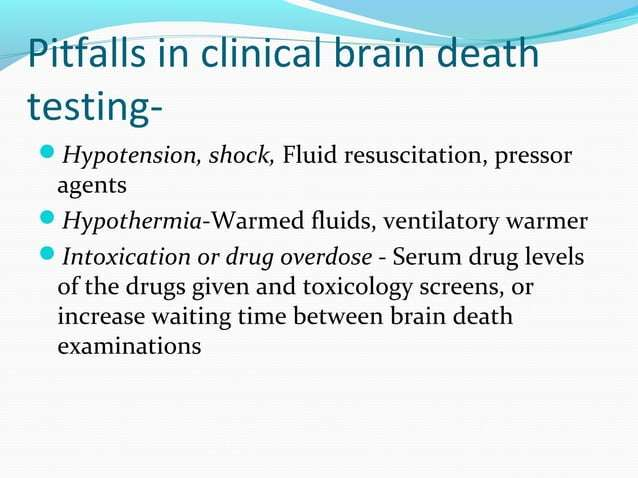 Pitfalls in clinical brain death
testing-
Hypotension, shock, Fluid resuscitation, pressor
agents
Hypothermia-Warmed fluids, ventilatory warmer
Intoxication or drug overdose - Serum drug levels
of the drugs given and toxicology screens, or
increase waiting time between brain death
examinations